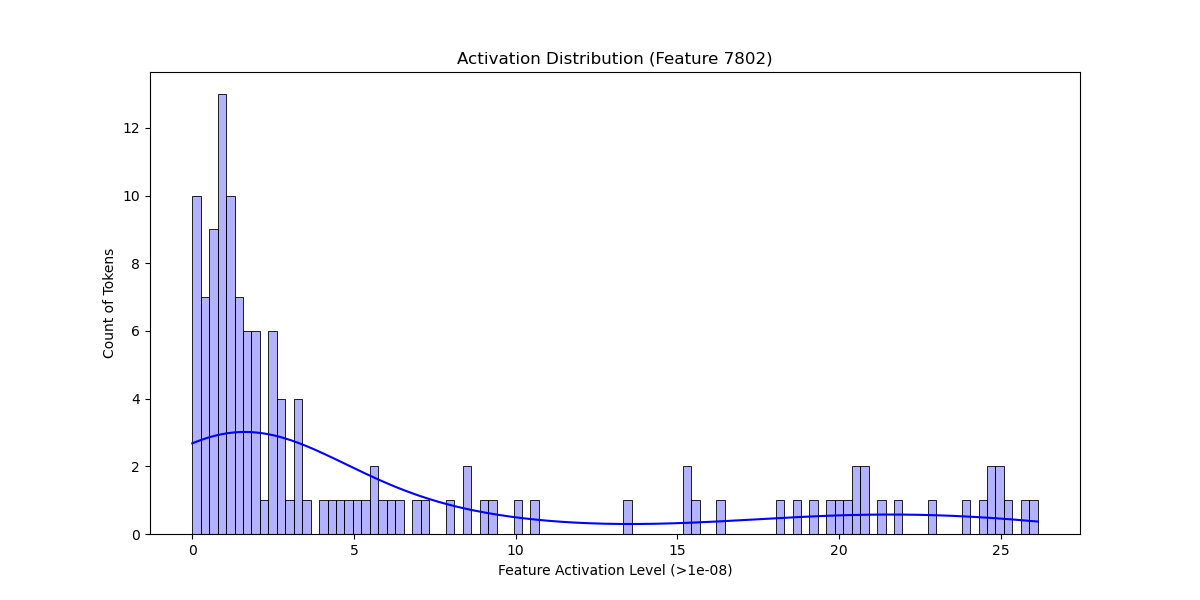 Activation Distribution (Feature 7802)
Count of Tokens
12
10
8
6
4
2
0
0 5 10 15 20 25
Feature Activation Level (>1e-08)